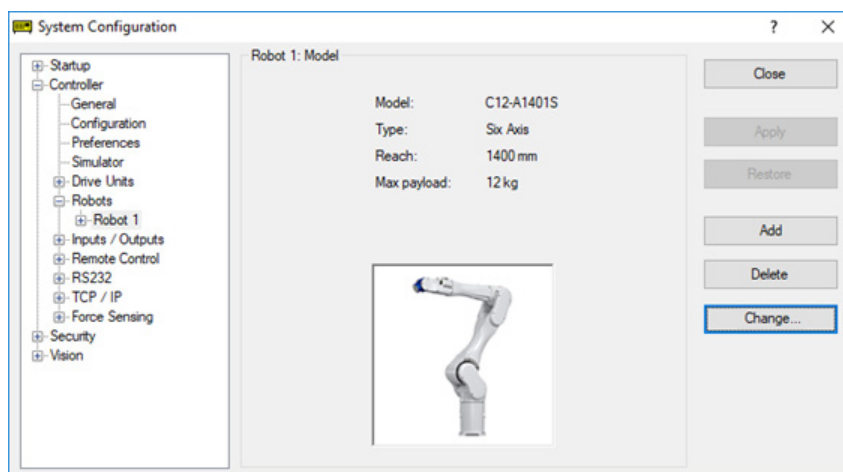 System Configuration
Startup
Controller
General
Configuration
Preferences
Simulator
Drive Units
Robots
Robot 1
Inputs / Outputs
Remote Control
RS232
TCP / IP
Force Sensing
Security
Vision
Robot 1: Model
Model: C12-A1401S
Type: Six Axis
Reach: 1400 mm
Max payload: 12 kg
Close
Apply
Restore
Add
Delete
Change...